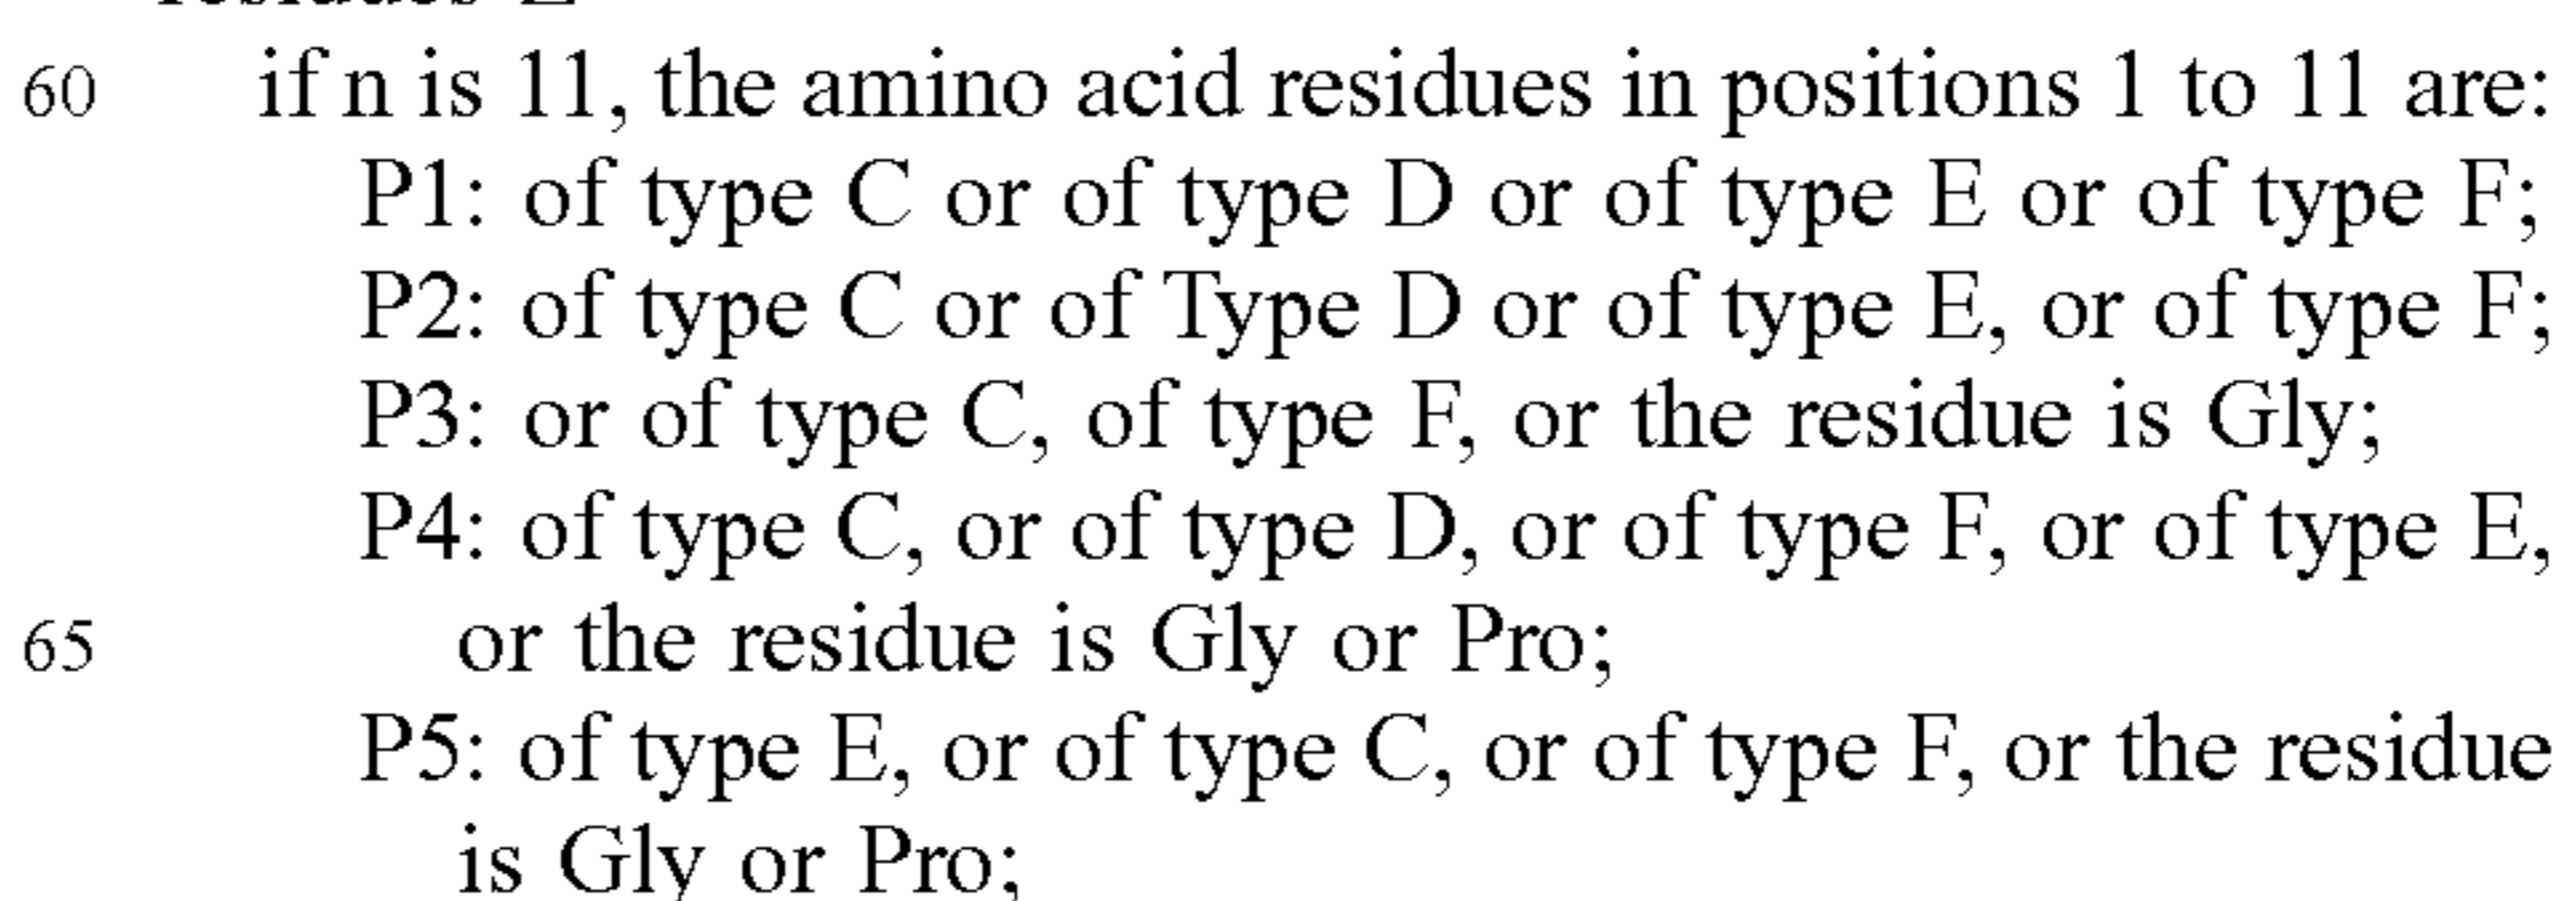 60 if n is 11, the amino acid residues in positions 1 to 11 are:
P1: of type C or of type D or of type E or of type F;
P2: of type C or of Type D or of type E, or of type F;
P3: or of type C, of type F, or the residue is Gly;
P4: of type C, or of type D, or of type F, or of type E,
65 or the residue is Gly or Pro;
P5: of type E, or of type C, or of type F, or the residue
is Gly or Pro;